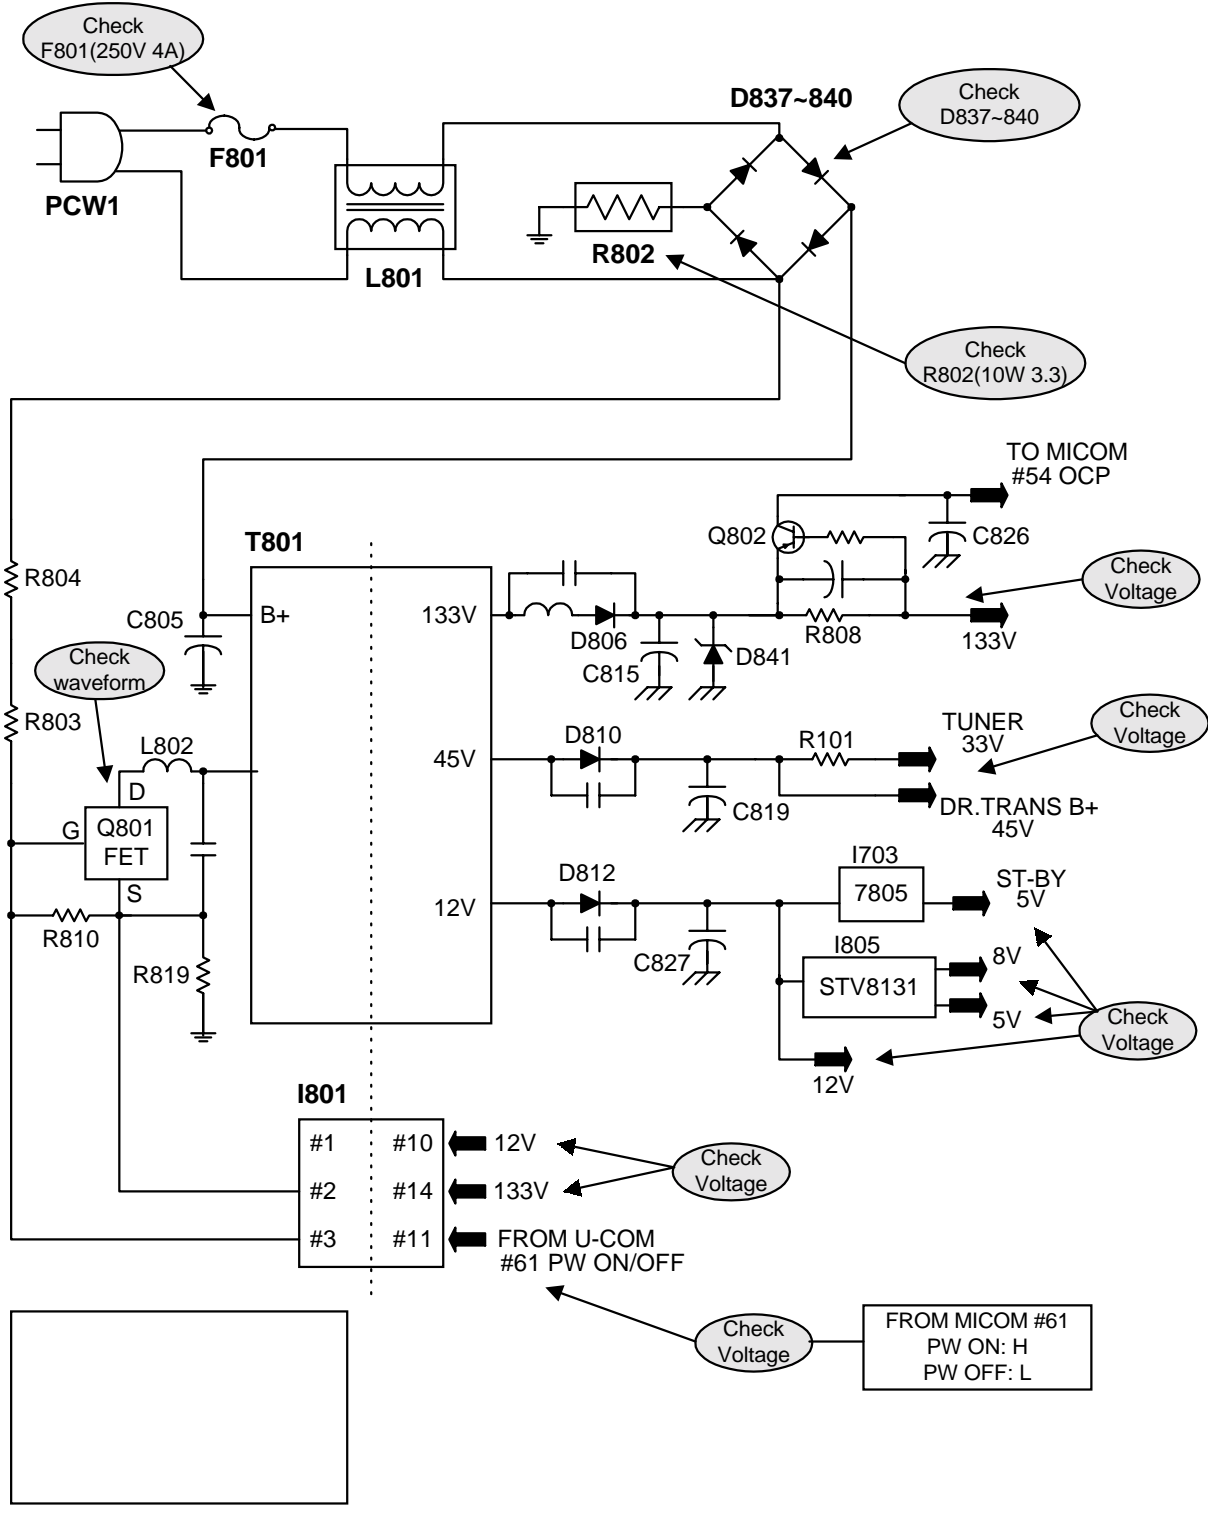 Check
F801(250V 4A)
D837~840
Check
D837~840
F801
PCW1
R802
L801
Check
R802(10W 3.3)
TO MICOM
#54 OCP
Q802
C826
T801
R804
Check
Voltage
C805
B+
133V
D806
R808
133V
Check
waveform
C815
D841
R803
L802
D
D810
R101
TUNER
33V
Check
Voltage
45V
C819
DR.TRANS B+
45V
G
Q801
FET
S
I703
7805
ST-BY
5V
D812
12V
R810
R819
C827
I805
STV8131
8V
5V
Check
Voltage
12V
I801
#1
#10
12V
Check
Voltage
#2
#14
133V
#3
#11
FROM U-COM
#61 PW ON/OFF
Check
Voltage
FROM MICOM #61
PW ON: H
PW OFF: L